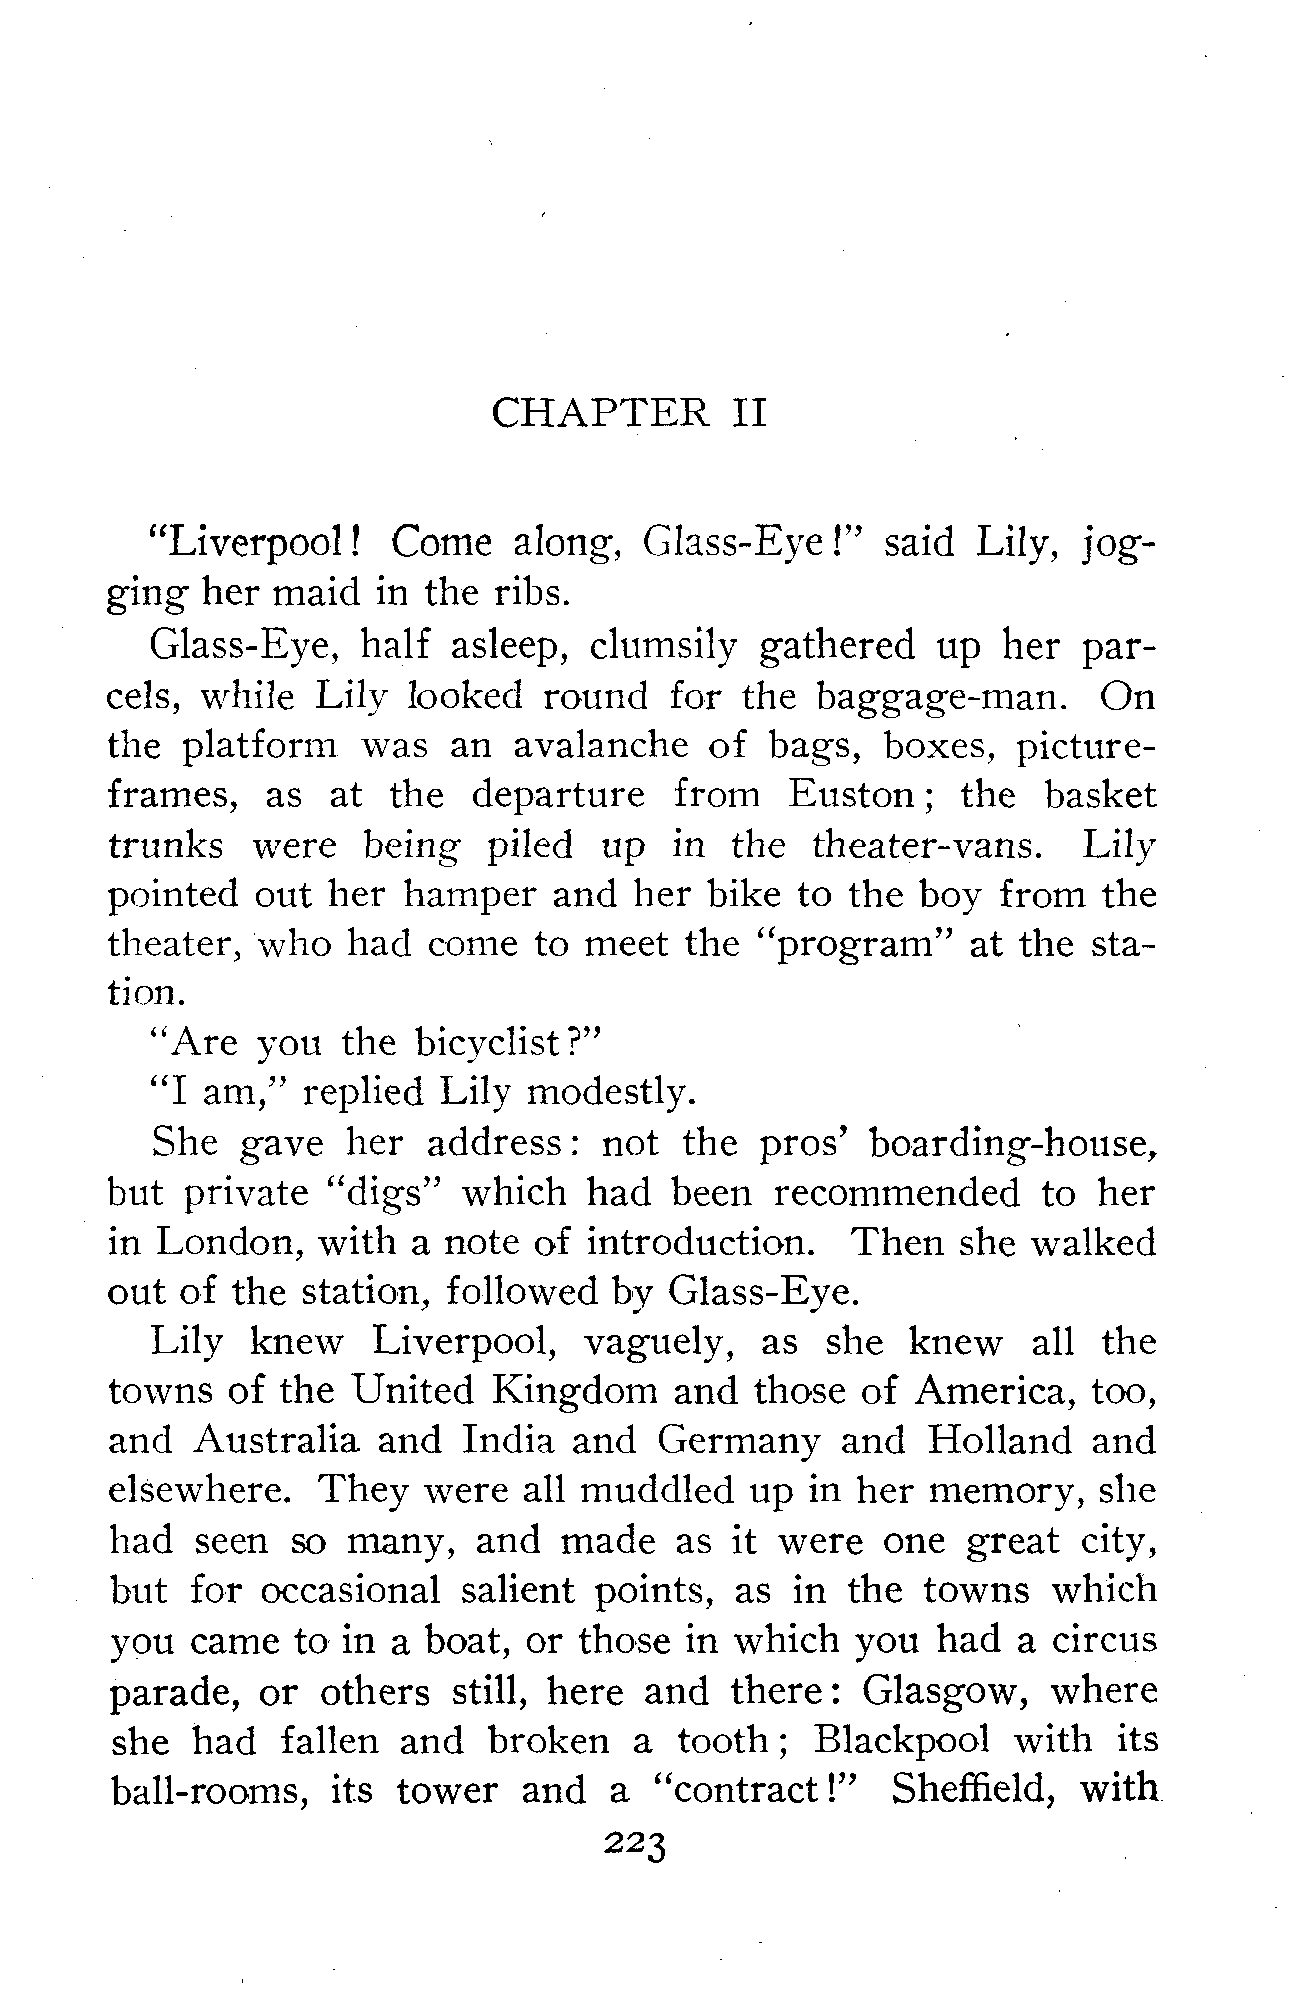 CHAPTER II
“Liverpool! Come along, Glass-Eye!” said Lily, jog-
ging her maid in the ribs.
Glass-Eye, half asleep, clumsily gathered up her par-
cels, while Lily looked round for the baggage-man. On
the platform was an avalanche of bags, boxes, picture-
frames, as at the departure from Euston; the basket
trunks were being piled up in the theater-vans. Lily
pointed out her hamper and her bike to the boy from the
theater, who had come to meet the “program” at the sta-
tion.
“Are you the bicyclist?”
“I am,” replied Lily modestly.
She gave her address: not the pros’ boarding-house,
but private “digs” which had been recommended to her
in London, with a note of introduction. Then she walked
out of the station, followed by Glass-Eye.
Lily knew Liverpool, vaguely, as she knew all the
towns of the United Kingdom and those of America, too,
and Australia and India and Germany and Holland and
elsewhere. They were all muddled up in her memory, she
had seen so many, and made as it were one great city,
but for occasional salient points, as in the towns which
you came to in a boat, or those in which you had a circus
parade, or others still, here and there: Glasgow, where
she had fallen and broken a tooth; Blackpool with its
ball-rooms, its tower and a “contract!” Sheffield, with
223